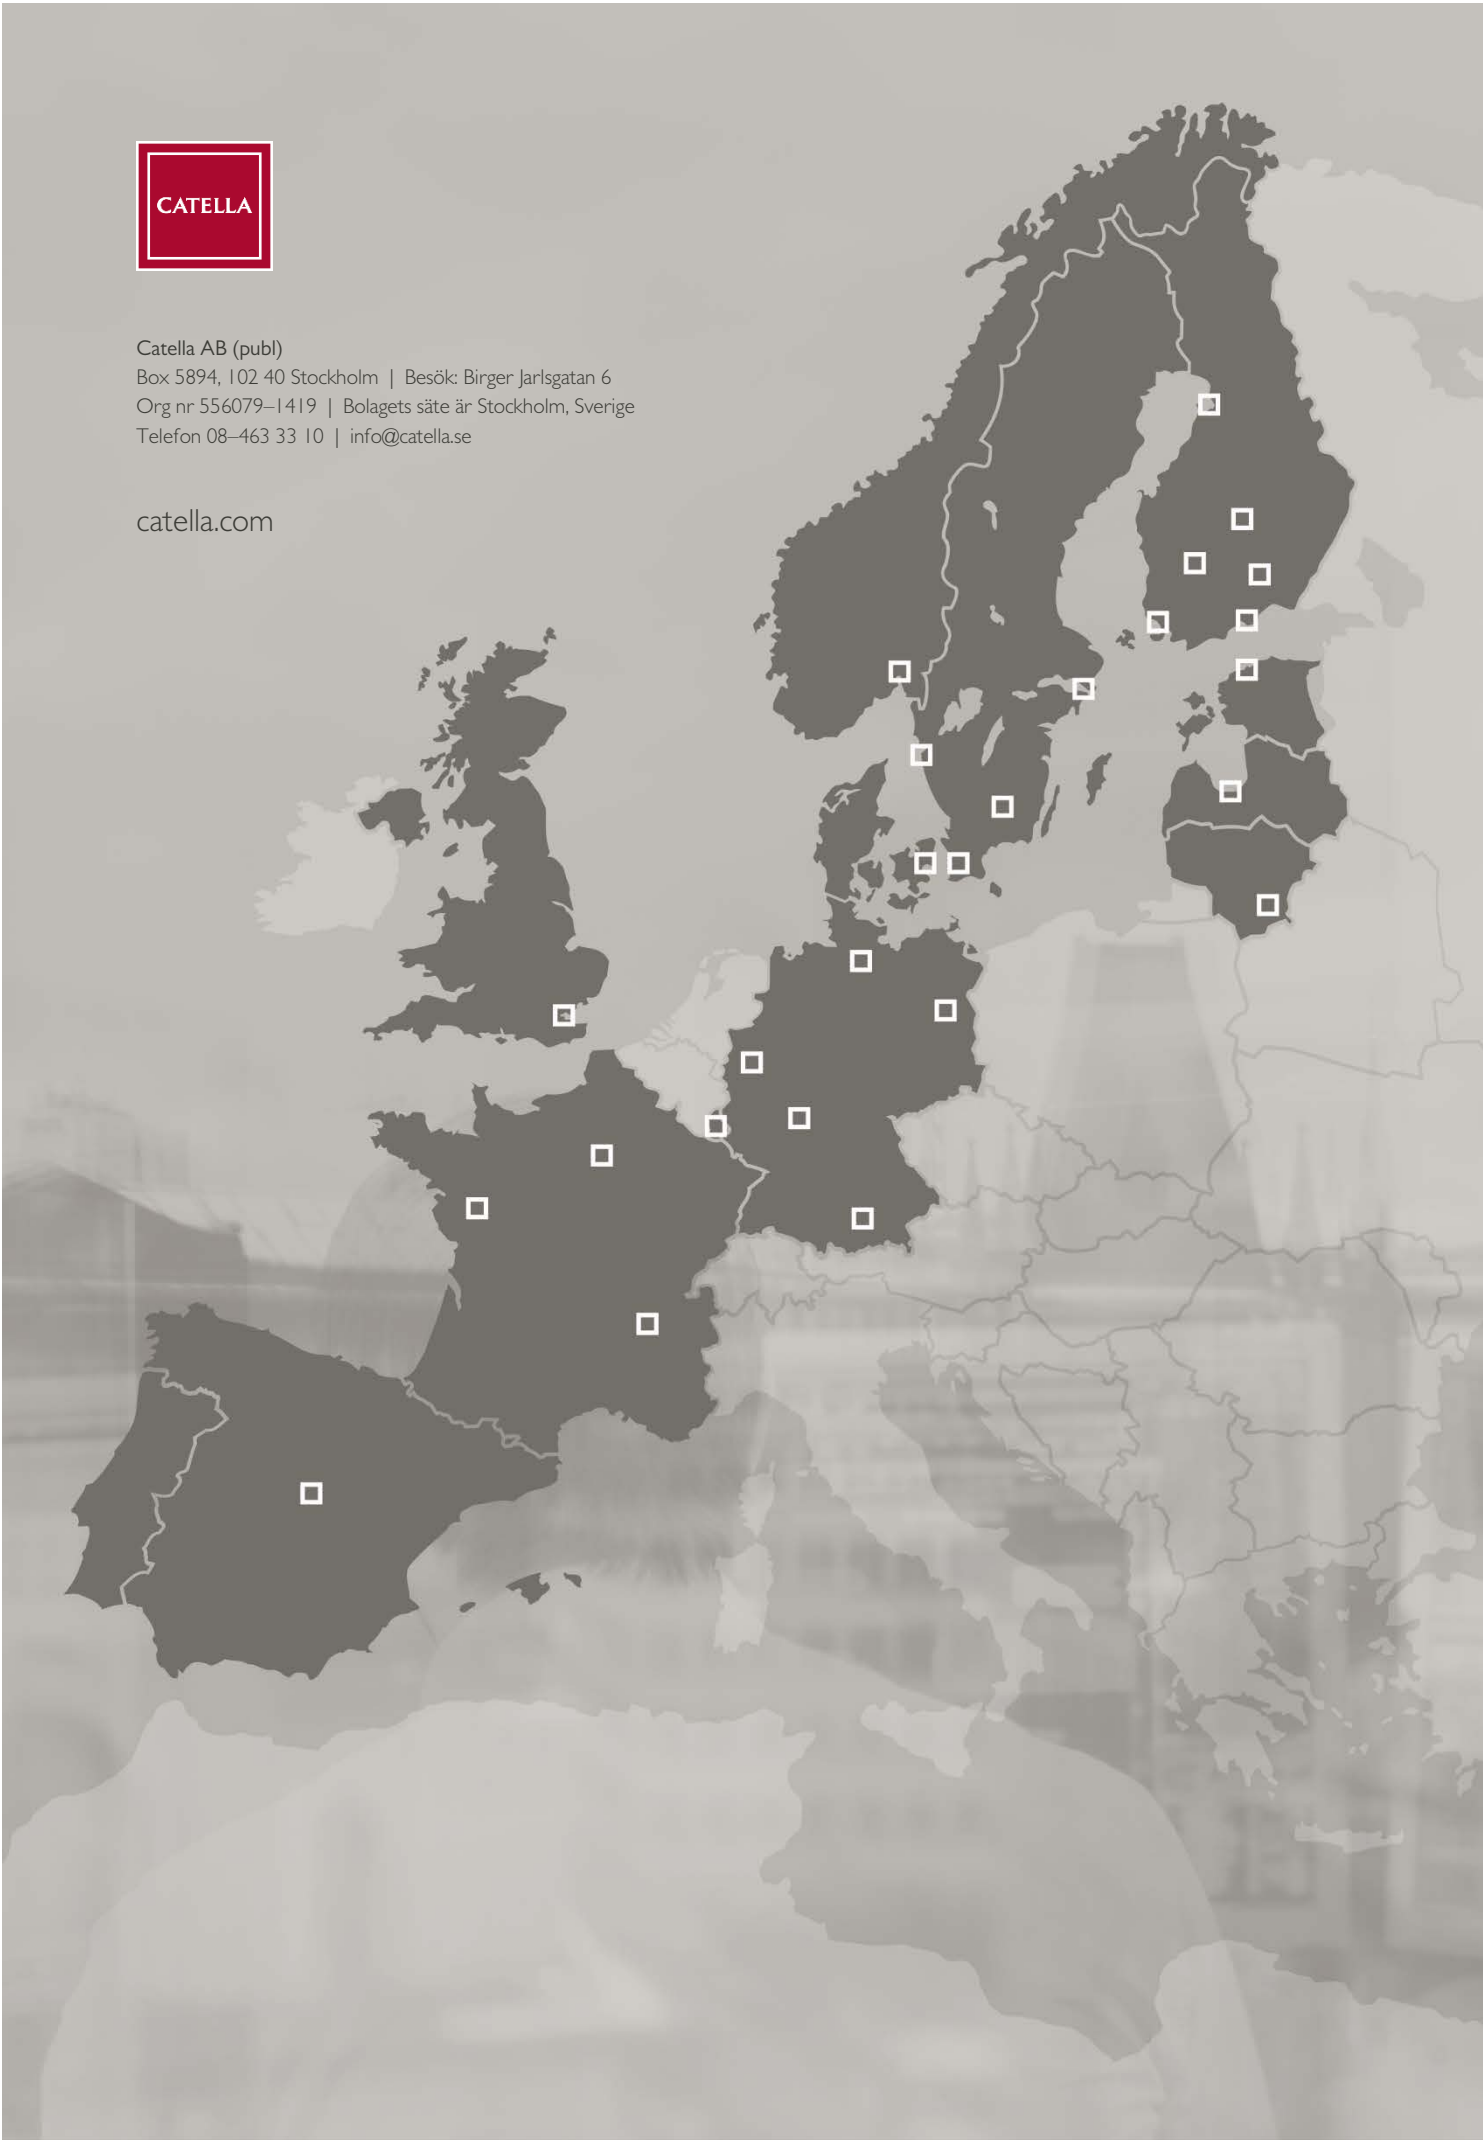 CATELLA
Catella AB (publ)
Box 5894, 102 40 Stockholm | Besök: Birger Jarlsgatan 6
Org nr 556079–1419 | Bolagets säte är Stockholm, Sverige
Telefon 08–463 33 10 | info@catella.se
catella.com